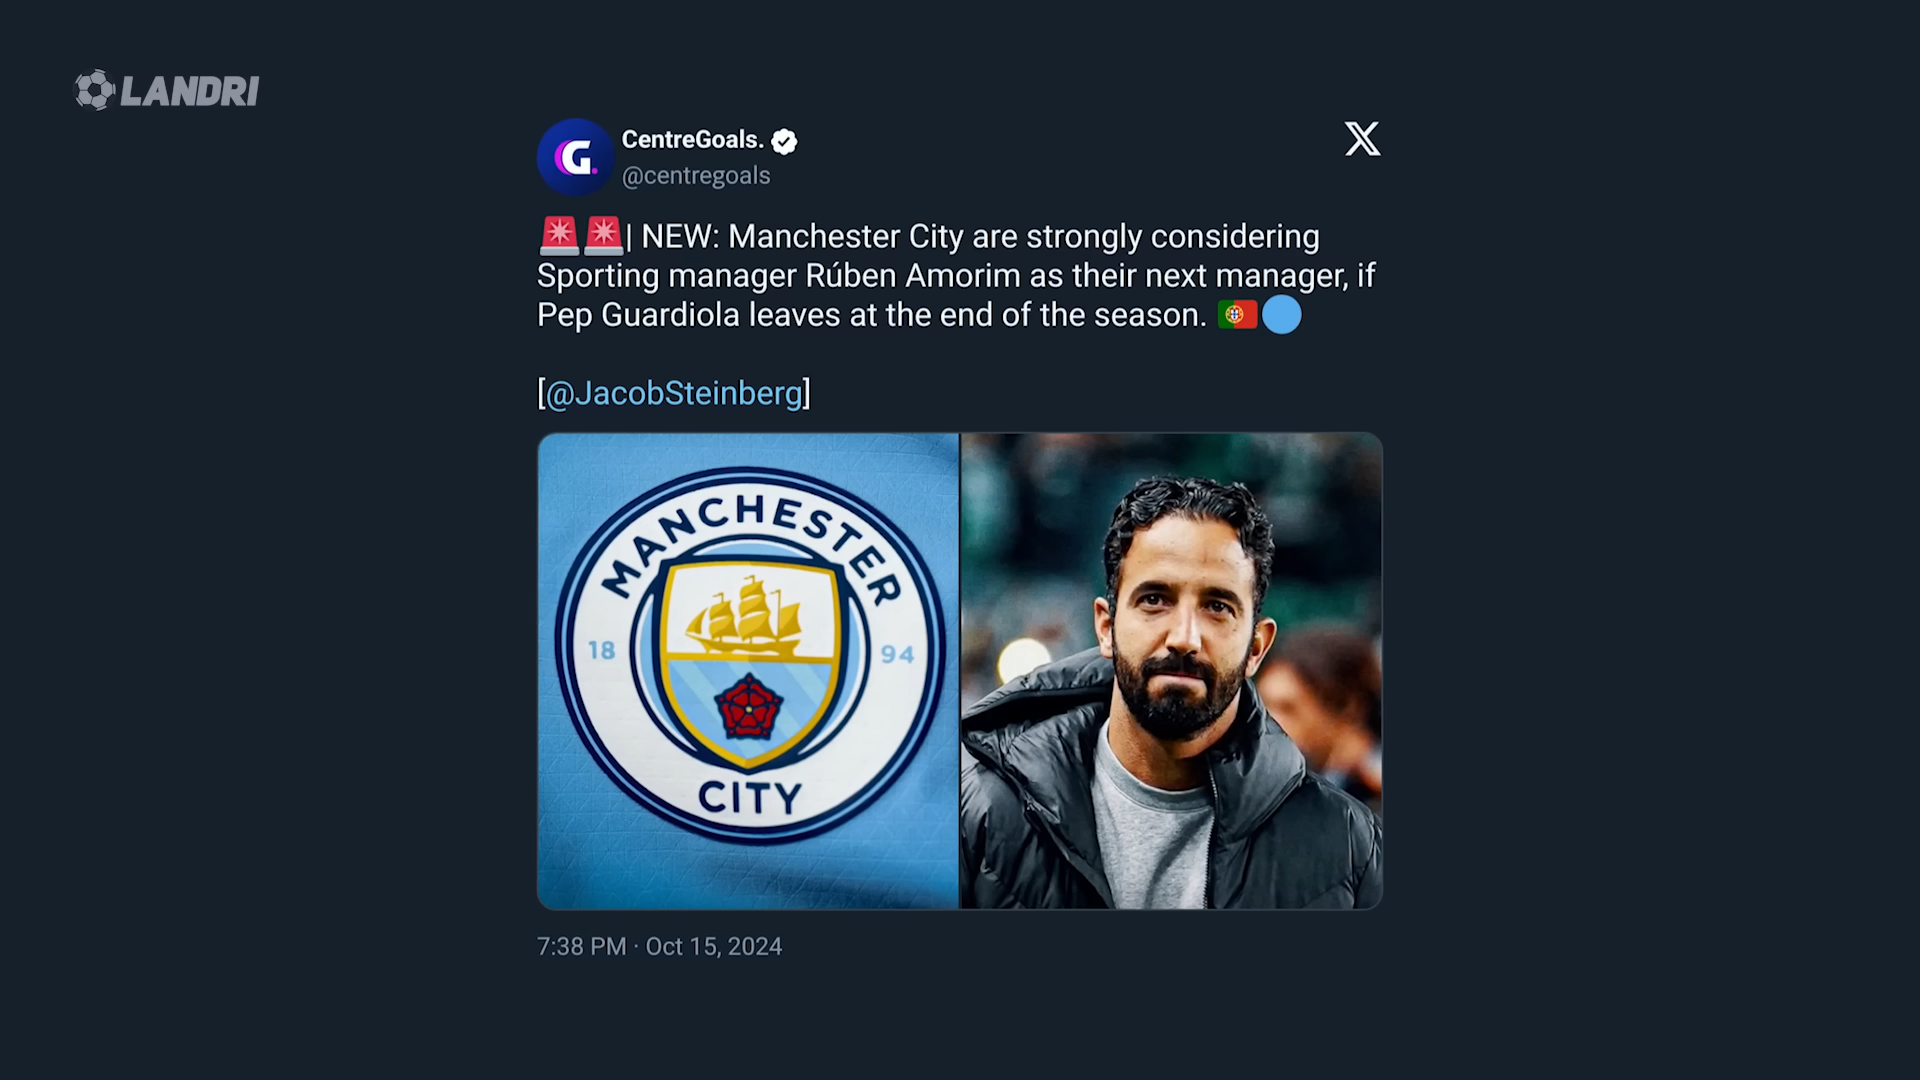 LANDRI
CentreGoals.
@centregoals
🚨🚨| NEW: Manchester City are strongly considering
Sporting manager Rúben Amorim as their next manager, if
Pep Guardiola leaves at the end of the season. 🇵🇹🔵
[@JacobSteinberg]
MANCHESTER
18 94
CITY
7:38 PM · Oct 15, 2024